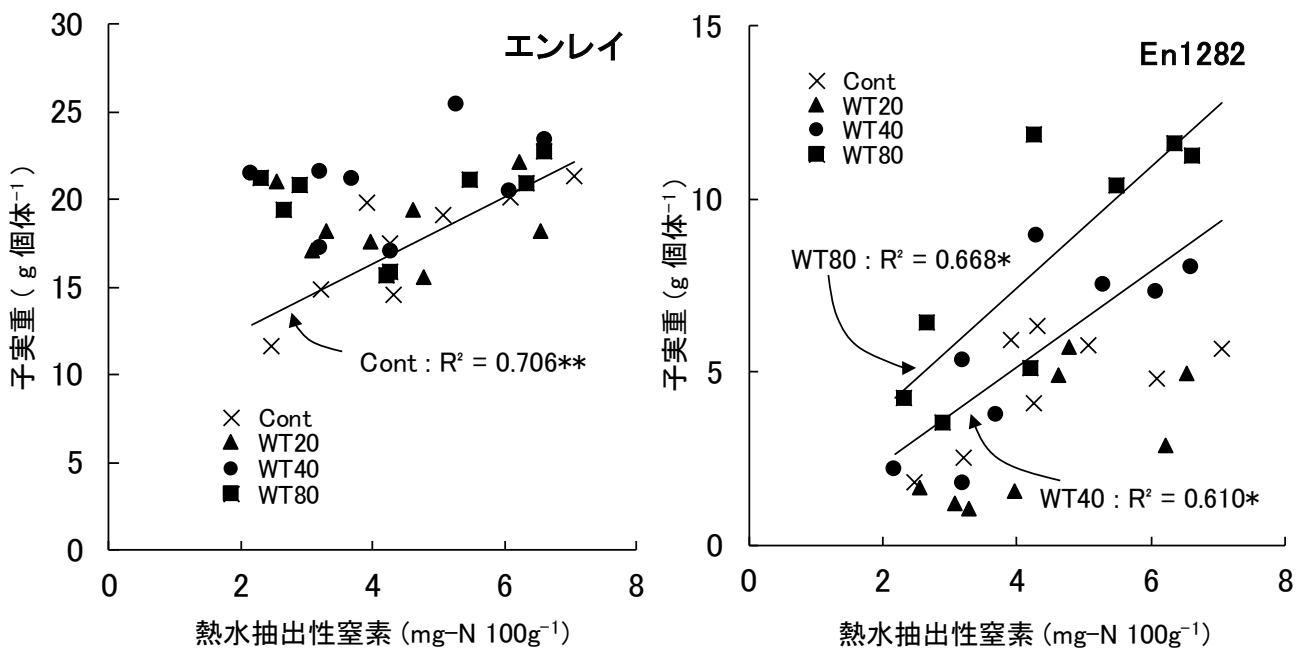 エンレイ
30
25
20
15
10
5
0
子実重 ( g 個体⁻¹)
Cont : R² = 0.706**
Cont
WT20
WT40
WT80
0 2 4 6 8
熱水抽出性窒素 (mg-N 100g⁻¹)
En1282
15
10
5
0
子実重 (g 個体⁻¹)
Cont
WT20
WT40
WT80
WT80 : R² = 0.668*
WT40 : R² = 0.610*
0 2 4 6 8
熱水抽出性窒素 (mg-N 100g⁻¹)